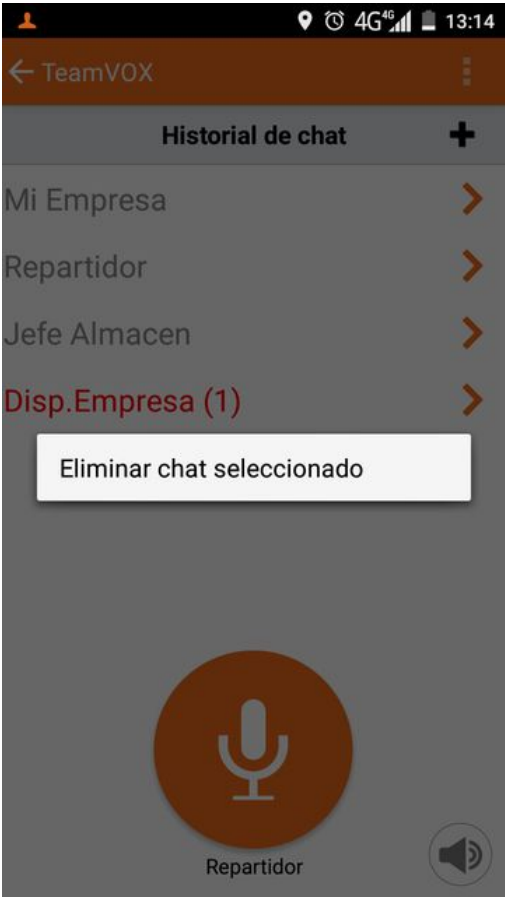 4G 4G 13:14
TeamVOX
Historial de chat
Mi Empresa
Repartidor
Jefe Almacen
Disp.Empresa (1)
Eliminar chat seleccionado
Repartidor